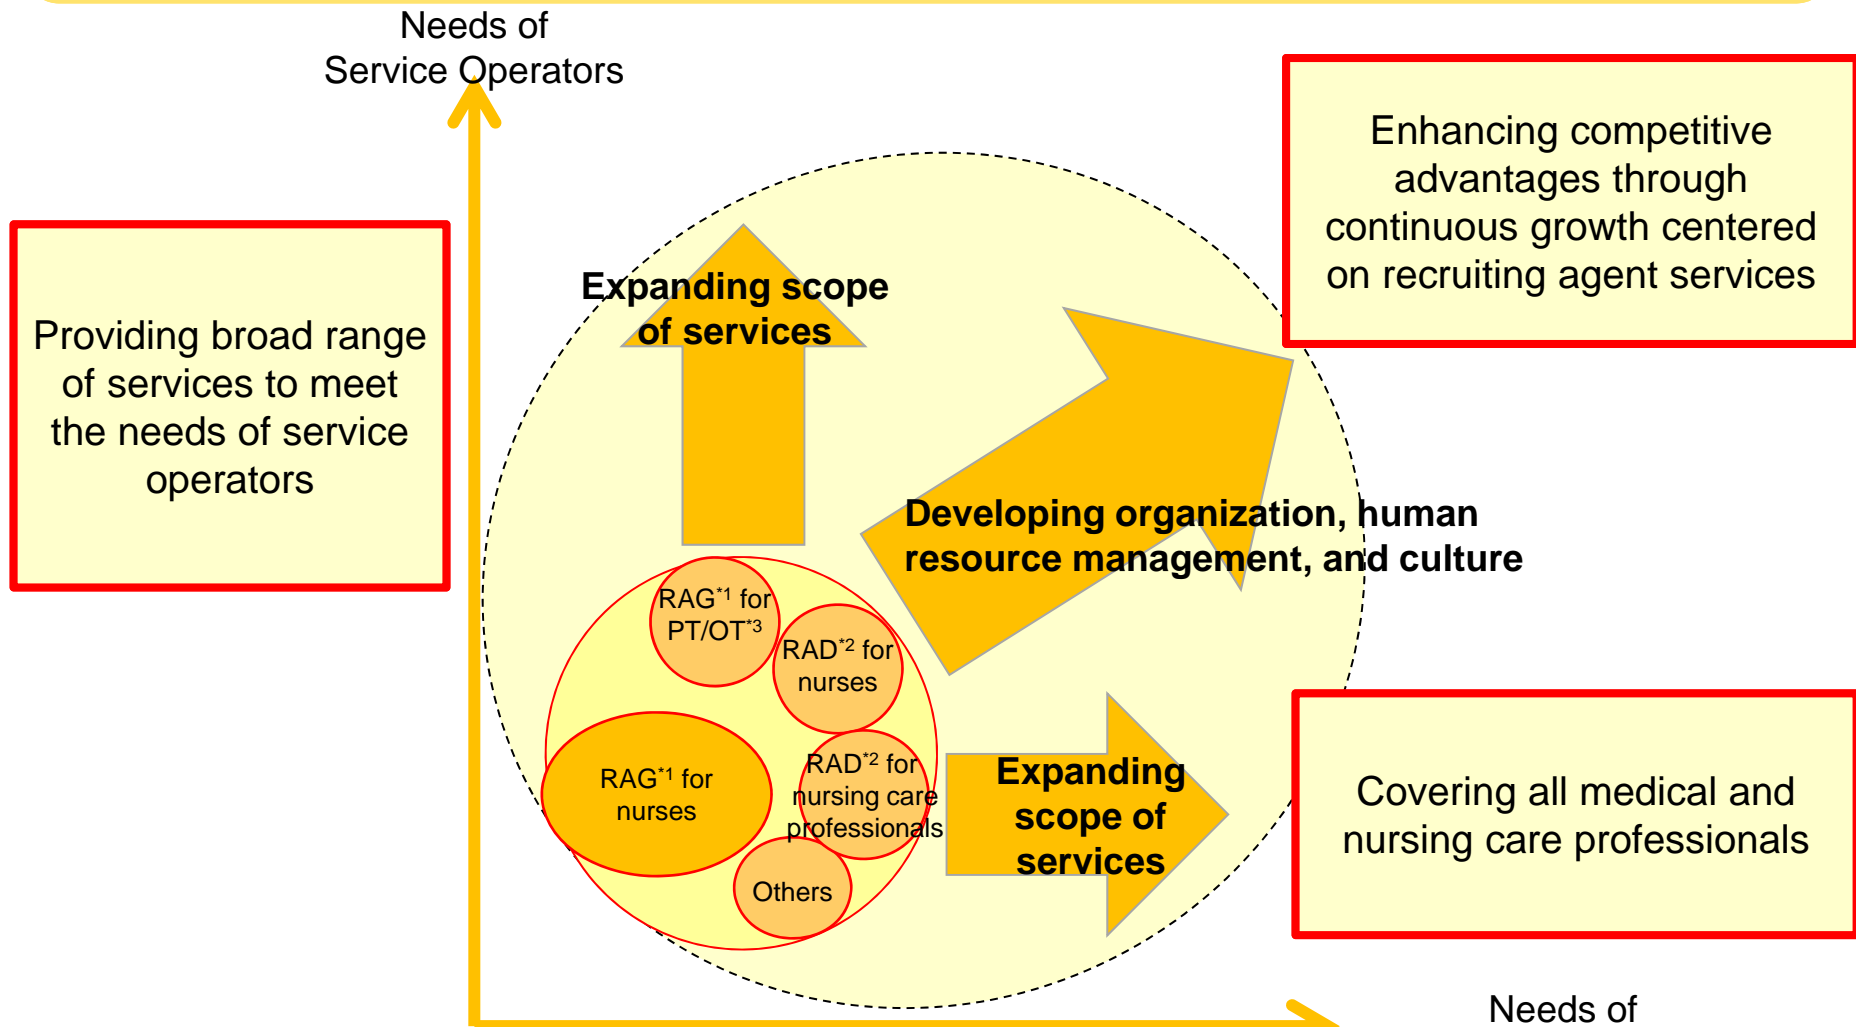 Needs of
Service Operators
Enhancing competitive
advantages through
continuous growth centered
on recruiting agent services
Providing broad range
of services to meet
the needs of service
operators
Expanding scope
of services
Developing organization, human
resource management, and culture
RAG*1 for
PT/OT*3
RAD*2 for
nurses
RAG*1 for
nurses
RAD*2 for
nursing care
professionals
Others
Expanding
scope of
services
Covering all medical and
nursing care professionals
Needs of